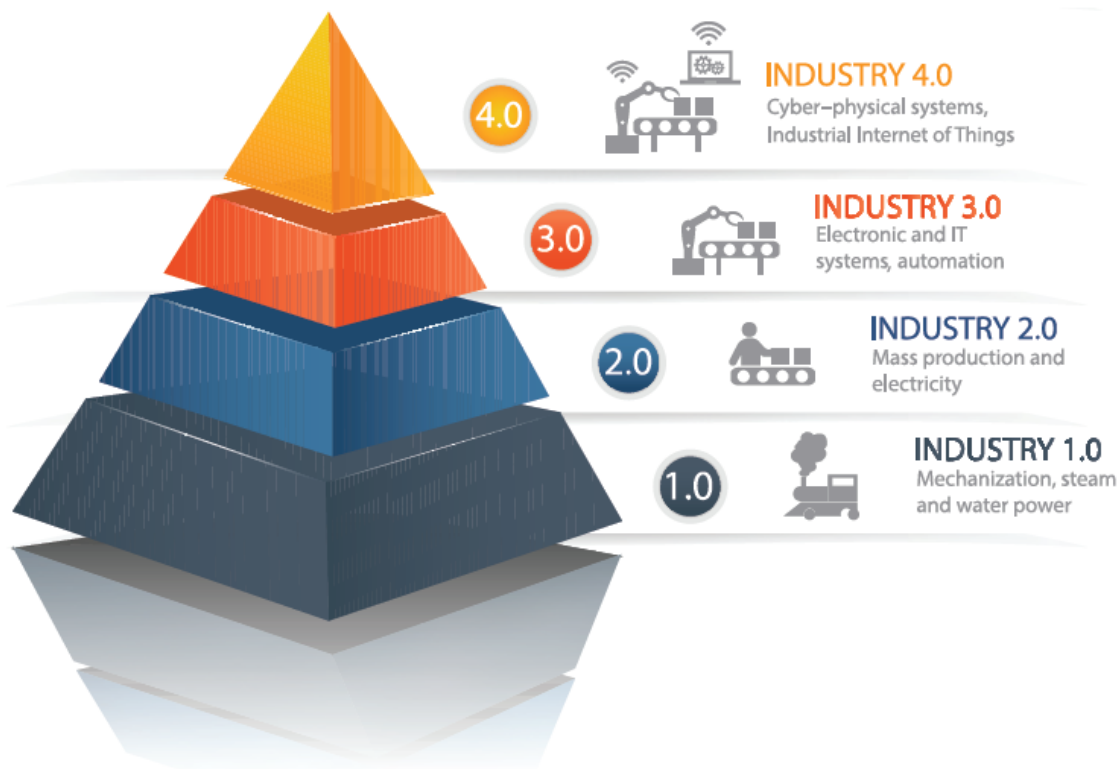 4.0
INDUSTRY 4.0
Cyber–physical systems,
Industrial Internet of Things
3.0
INDUSTRY 3.0
Electronic and IT
systems, automation
2.0
INDUSTRY 2.0
Mass production and
electricity
1.0
INDUSTRY 1.0
Mechanization, steam
and water power